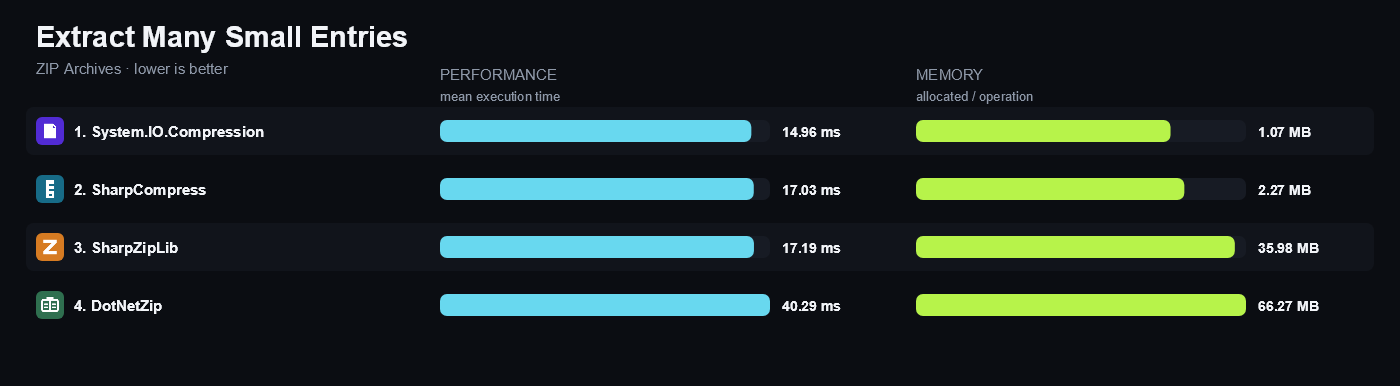 Extract Many Small Entries
ZIP Archives · lower is better
PERFORMANCE
mean execution time
MEMORY
allocated / operation
1. System.IO.Compression 14.96 ms 1.07 MB
2. SharpCompress 17.03 ms 2.27 MB
3. SharpZipLib 17.19 ms 35.98 MB
4. DotNetZip 40.29 ms 66.27 MB